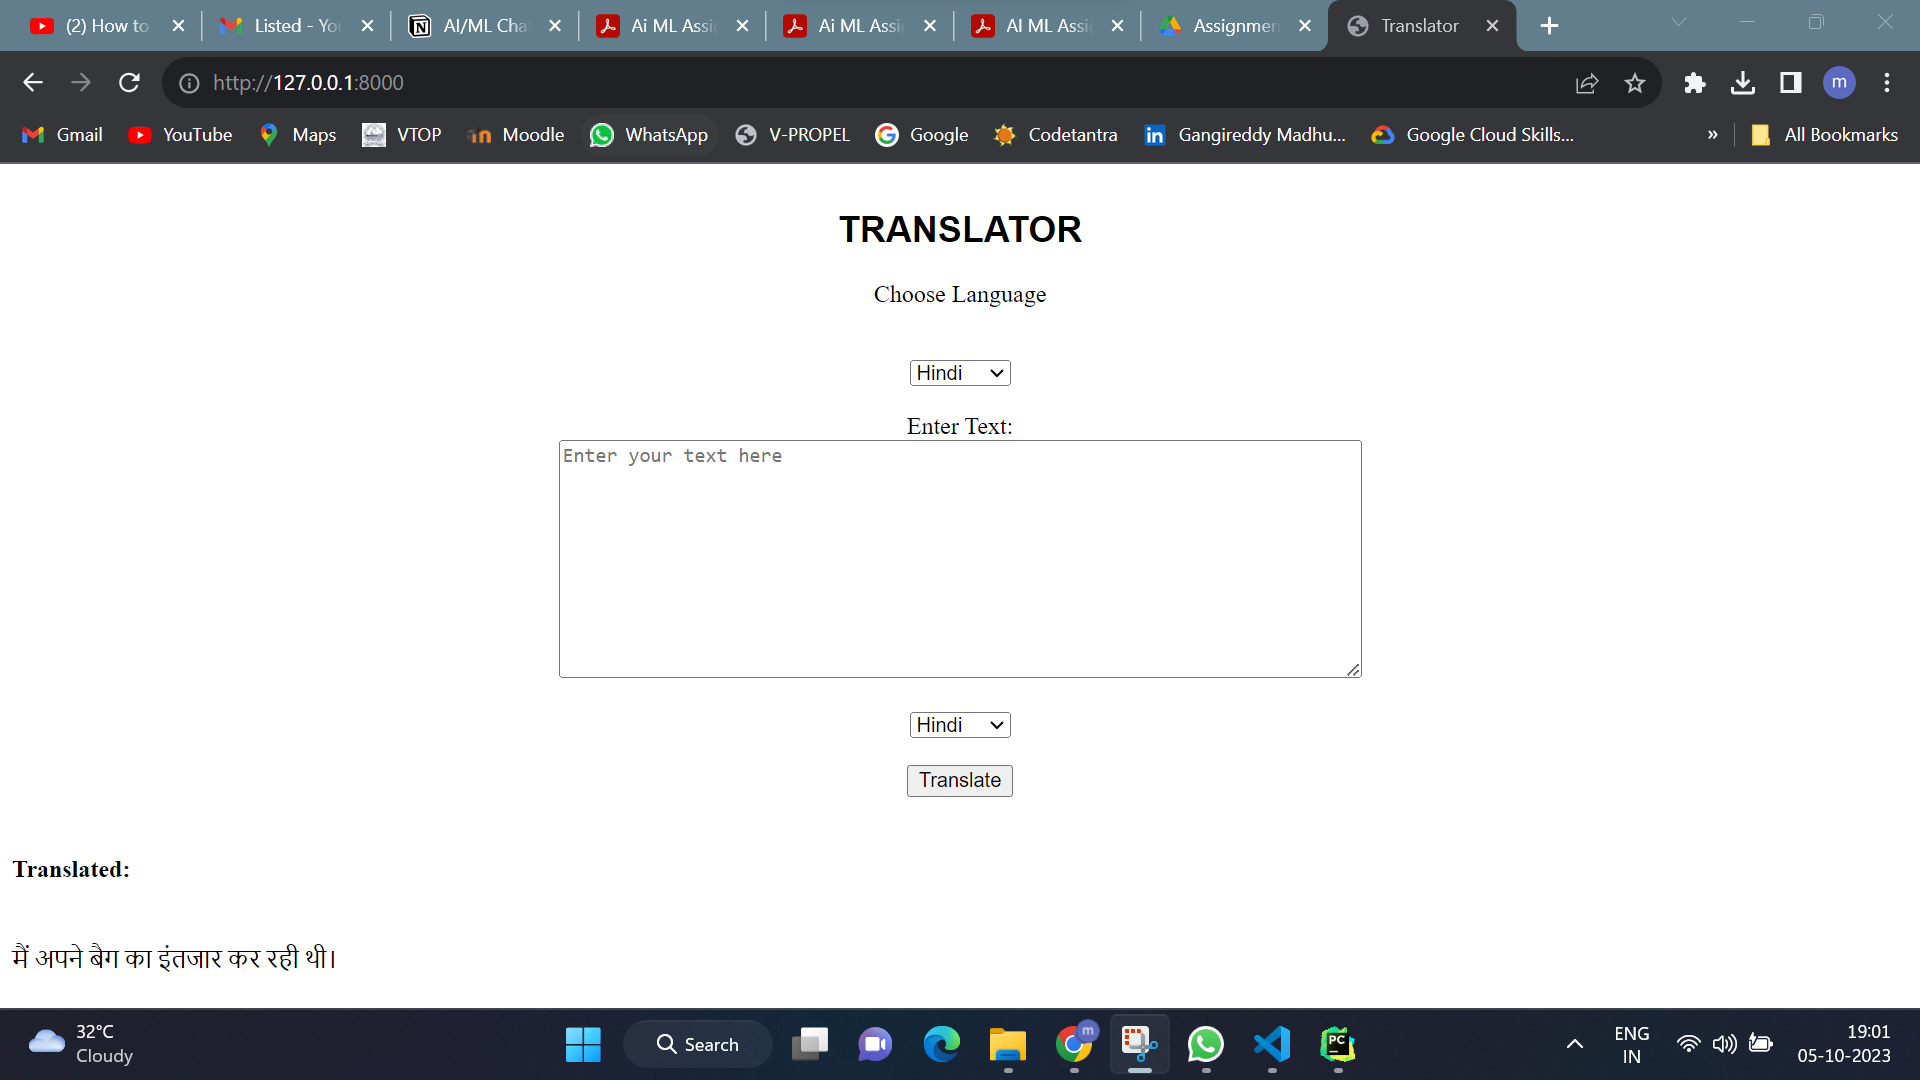 (2) How to
Listed - You
AI/ML Cha
Ai ML Assig
Ai ML Assig
AI ML Assi
Assignmen
Translator
http://127.0.0.1:8000
m
Gmail
YouTube
Maps
VTOP
Moodle
WhatsApp
V-PROPEL
Google
Codetantra
Gangireddy Madhu...
Google Cloud Skills...
»
All Bookmarks
TRANSLATOR
Choose Language
Hindi
Enter Text:
Enter your text here
Hindi
Translate
Translated:
मैं अपने बैग का इंतजार कर रही थी।
32°C
Cloudy
Search
m
PC
ENG
IN
19:01
05-10-2023